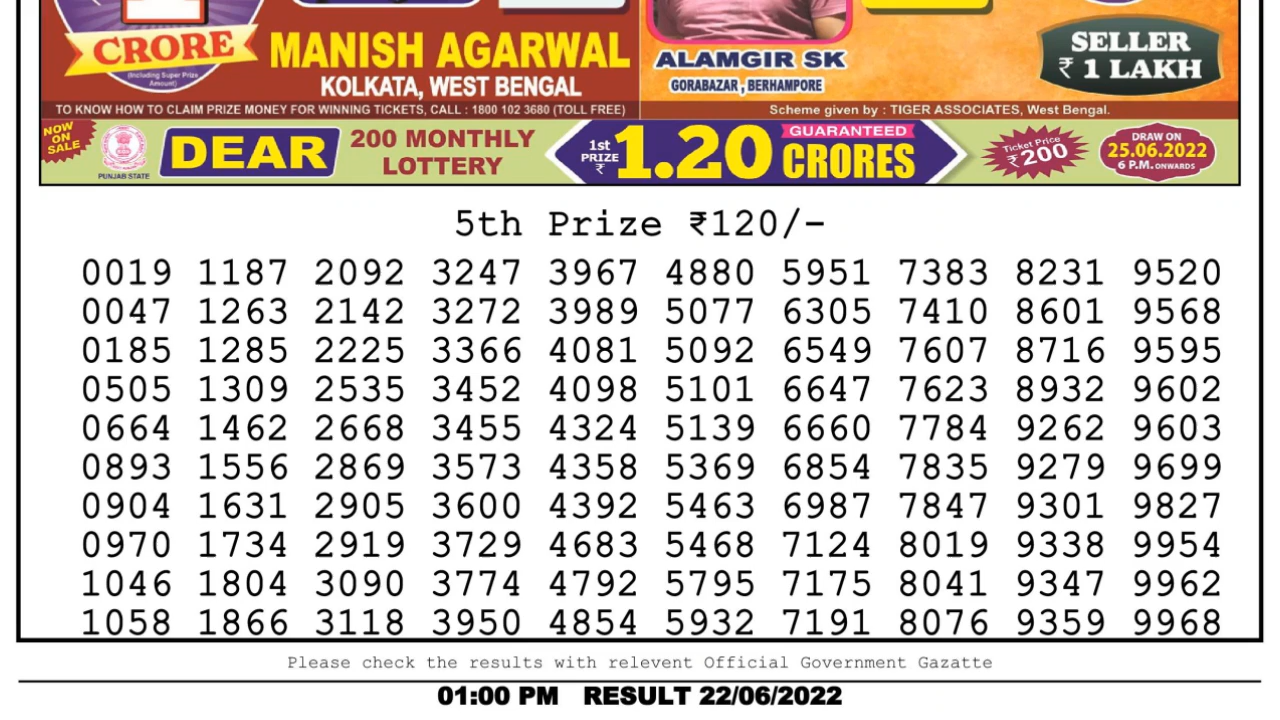 CRORE
(Including Super Prize
Amount)
MANISH AGARWAL
KOLKATA, WEST BENGAL
ALAMGIR SK
GORABAZAR , BERHAMPORE
SELLER
₹ 1 LAKH
TO KNOW HOW TO CLAIM PRIZE MONEY FOR WINNING TICKETS, CALL : 1800 102 3680 (TOLL FREE)
Scheme given by : TIGER ASSOCIATES, West Bengal.
NOW
ON
SALE
PUNJAB STATE
DEAR
200 MONTHLY
LOTTERY
1st
PRIZE
₹
1.20
GUARANTEED
CRORES
Ticket Price
₹200
DRAW ON
25.06.2022
6 P.M. ONWARDS
5th Prize ₹120/-
0019 1187 2092 3247 3967 4880 5951 7383 8231 9520
0047 1263 2142 3272 3989 5077 6305 7410 8601 9568
0185 1285 2225 3366 4081 5092 6549 7607 8716 9595
0505 1309 2535 3452 4098 5101 6647 7623 8932 9602
0664 1462 2668 3455 4324 5139 6660 7784 9262 9603
0893 1556 2869 3573 4358 5369 6854 7835 9279 9699
0904 1631 2905 3600 4392 5463 6987 7847 9301 9827
0970 1734 2919 3729 4683 5468 7124 8019 9338 9954
1046 1804 3090 3774 4792 5795 7175 8041 9347 9962
1058 1866 3118 3950 4854 5932 7191 8076 9359 9968
Please check the results with relevent Official Government Gazatte
01:00 PM RESULT 22/06/2022